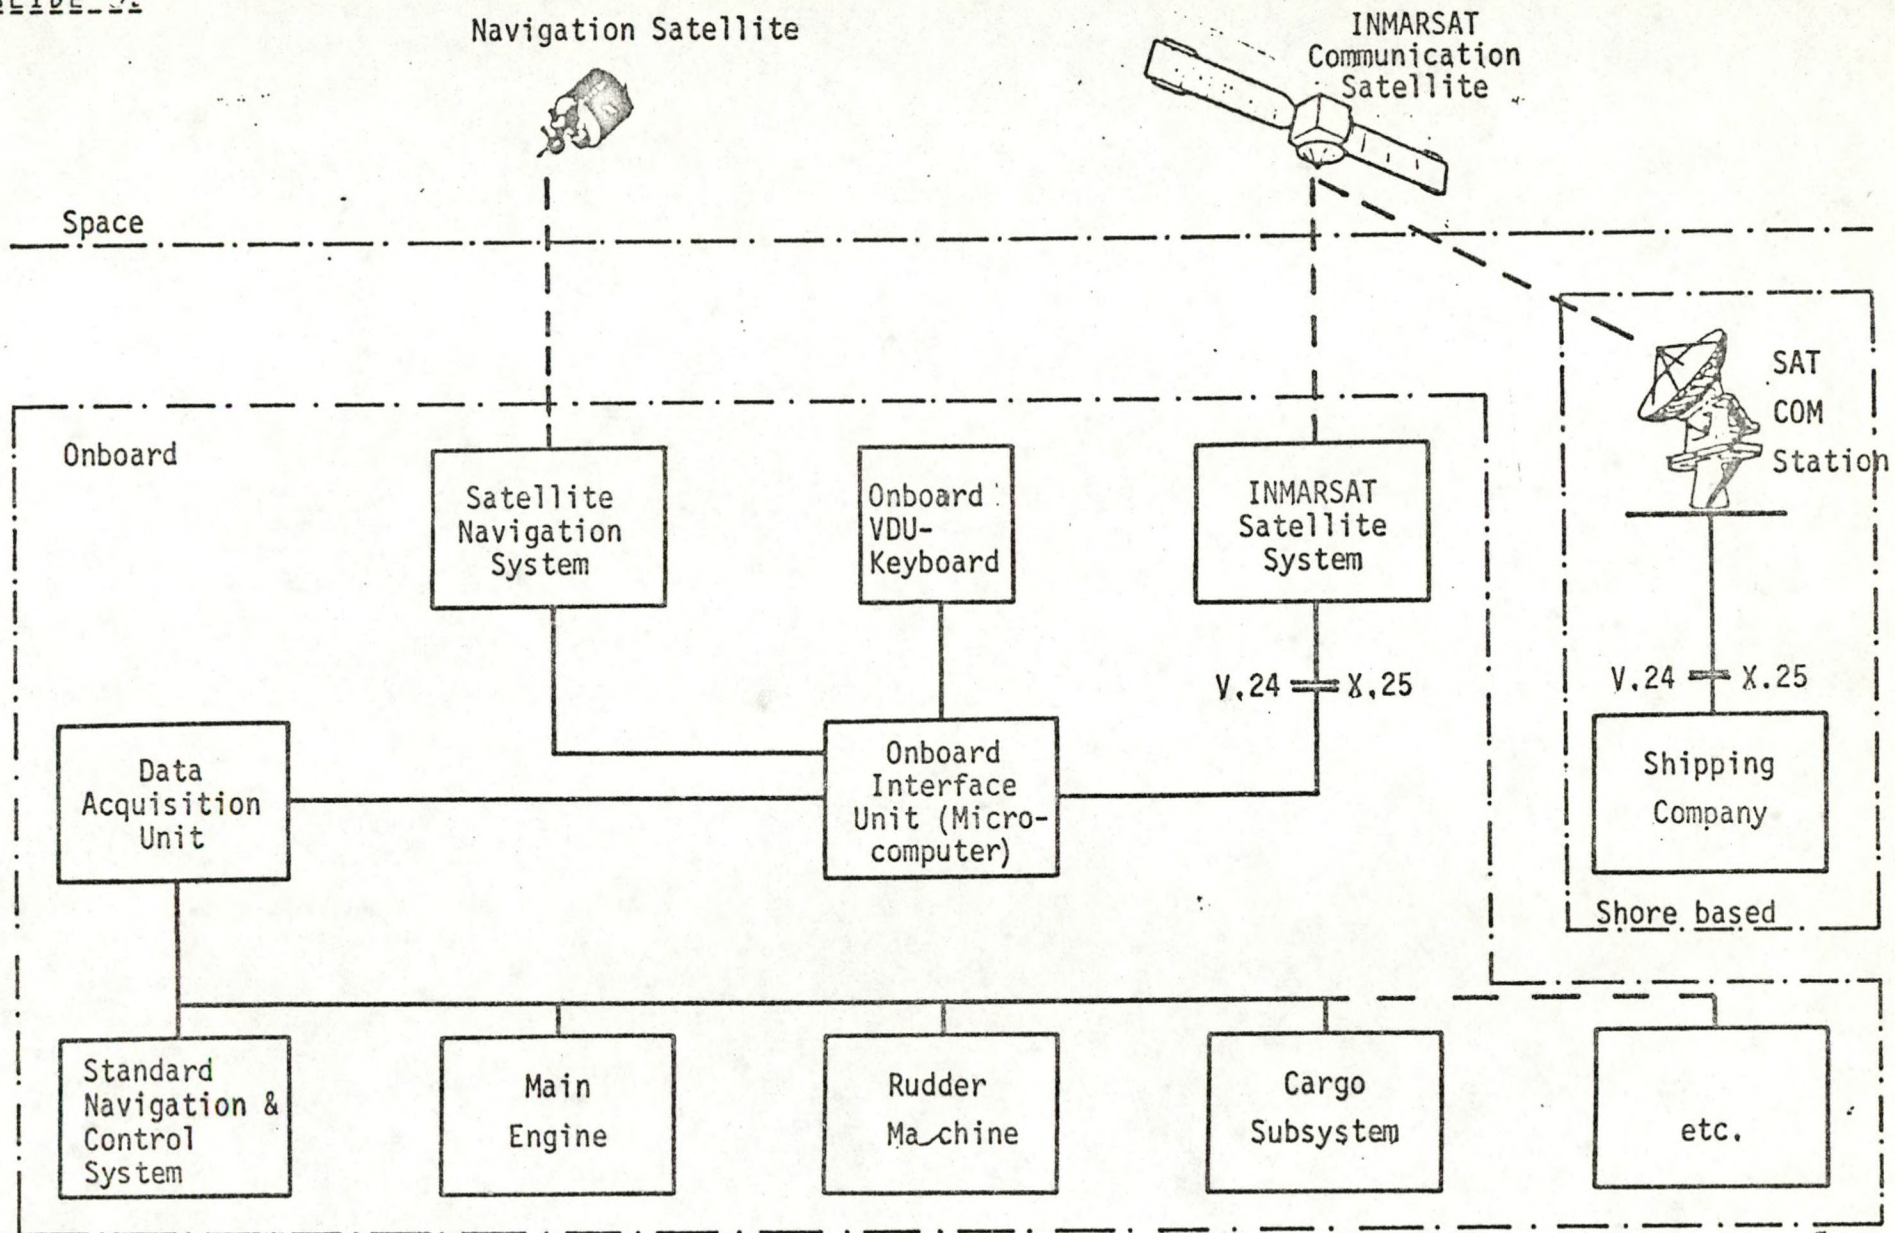 Navigation Satellite
INMARSAT
Communication
Satellite
Space
SAT
COM
Station
Onboard
Satellite
Navigation
System
Onboard
VDU-
Keyboard
INMARSAT
Satellite
System
V.24
X.25
V.24
X.25
Data
Acquisition
Unit
Onboard
Interface
Unit (Micro-
computer)
Shipping
Company
Shore based
Standard
Navigation &
Control
System
Main
Engine
Rudder
Machine
Cargo
Subsystem
etc.